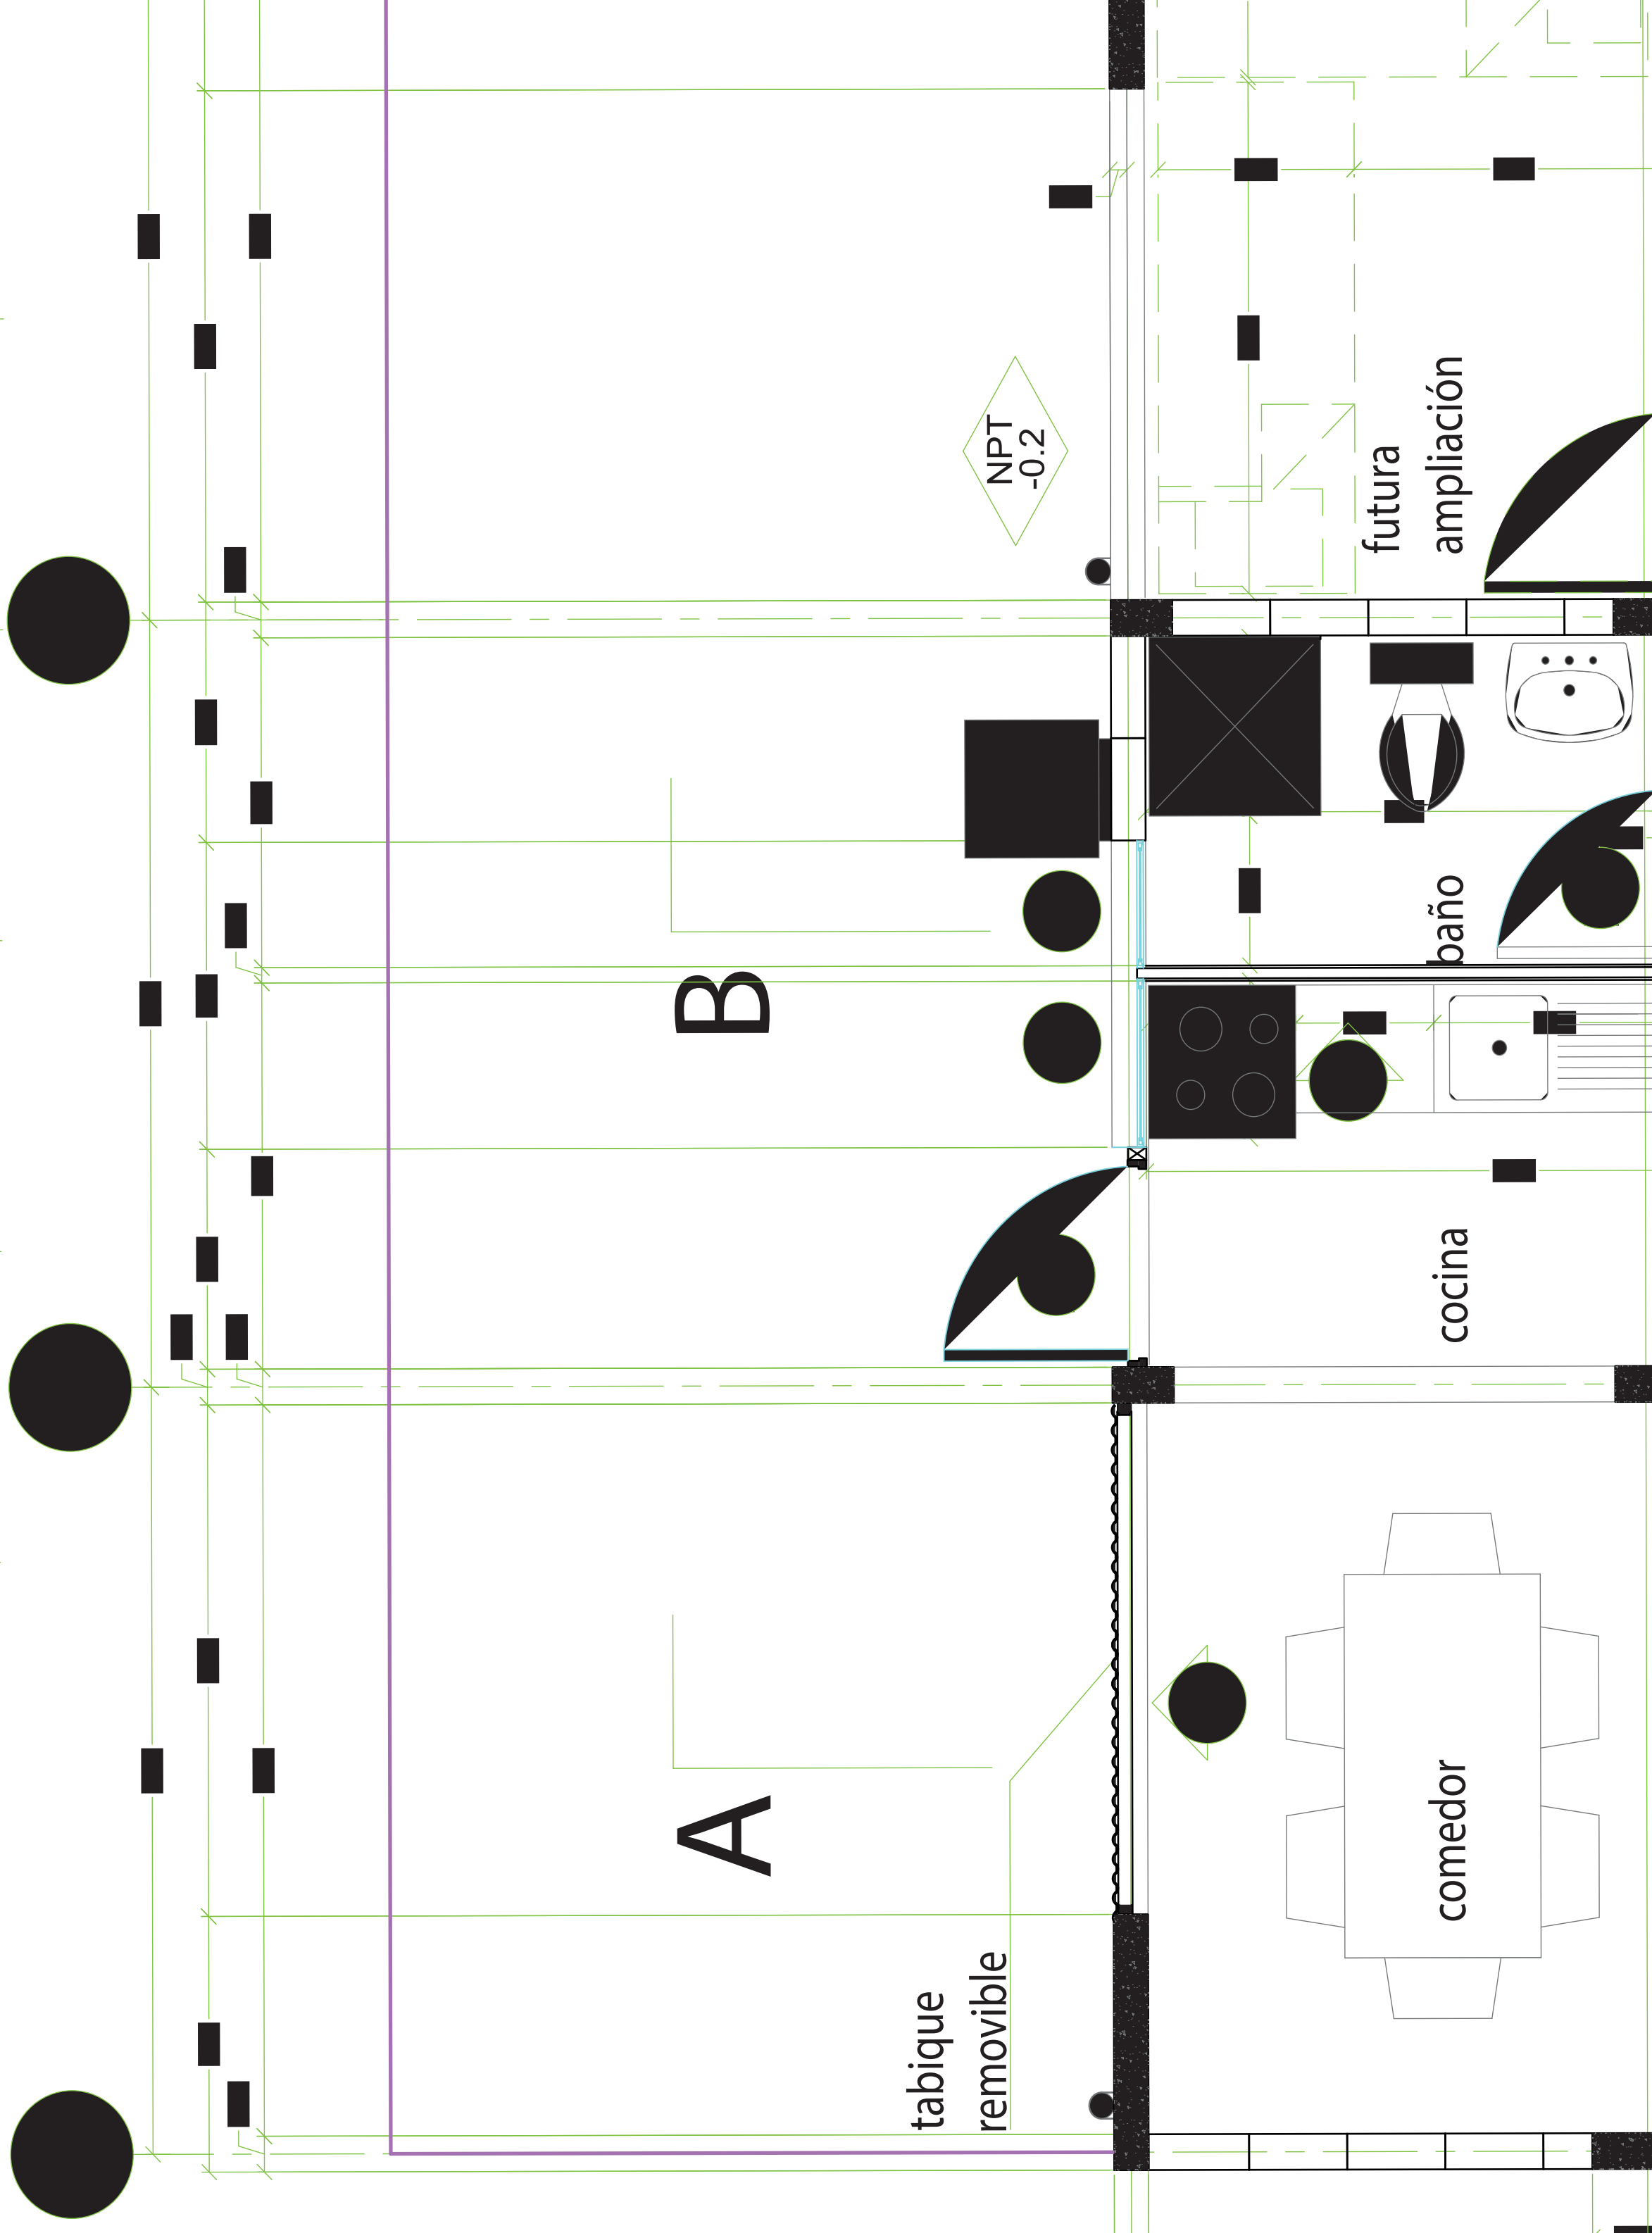 NPT
-0.2
futura
ampliación
baño
B
cocina
A
comedor
tabique
removible